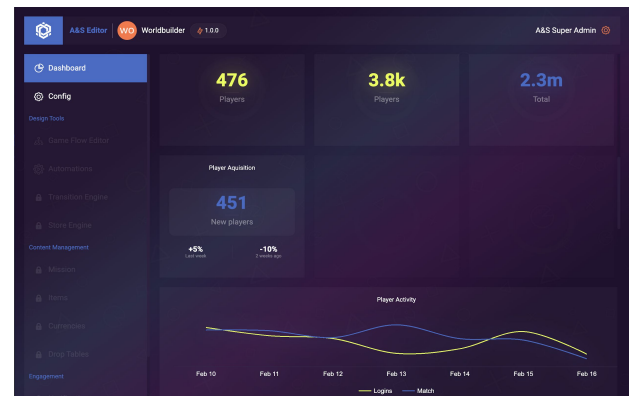 A&S Editor
WO
Worldbuilder
1.0.0
A&S Super Admin
Dashboard
Config
Design Tools
Game Flow Editor
Automations
Transition Engine
Store Engine
Content Management
Mission
Items
Currencies
Drop Tables
Engagement
476
Players
3.8k
Players
2.3m
Total
Player Aquisition
451
New players
+5%
Last week
-10%
2 weeks ago
Player Activity
Feb 10 Feb 11 Feb 12 Feb 13 Feb 14 Feb 15 Feb 16
Logins Match